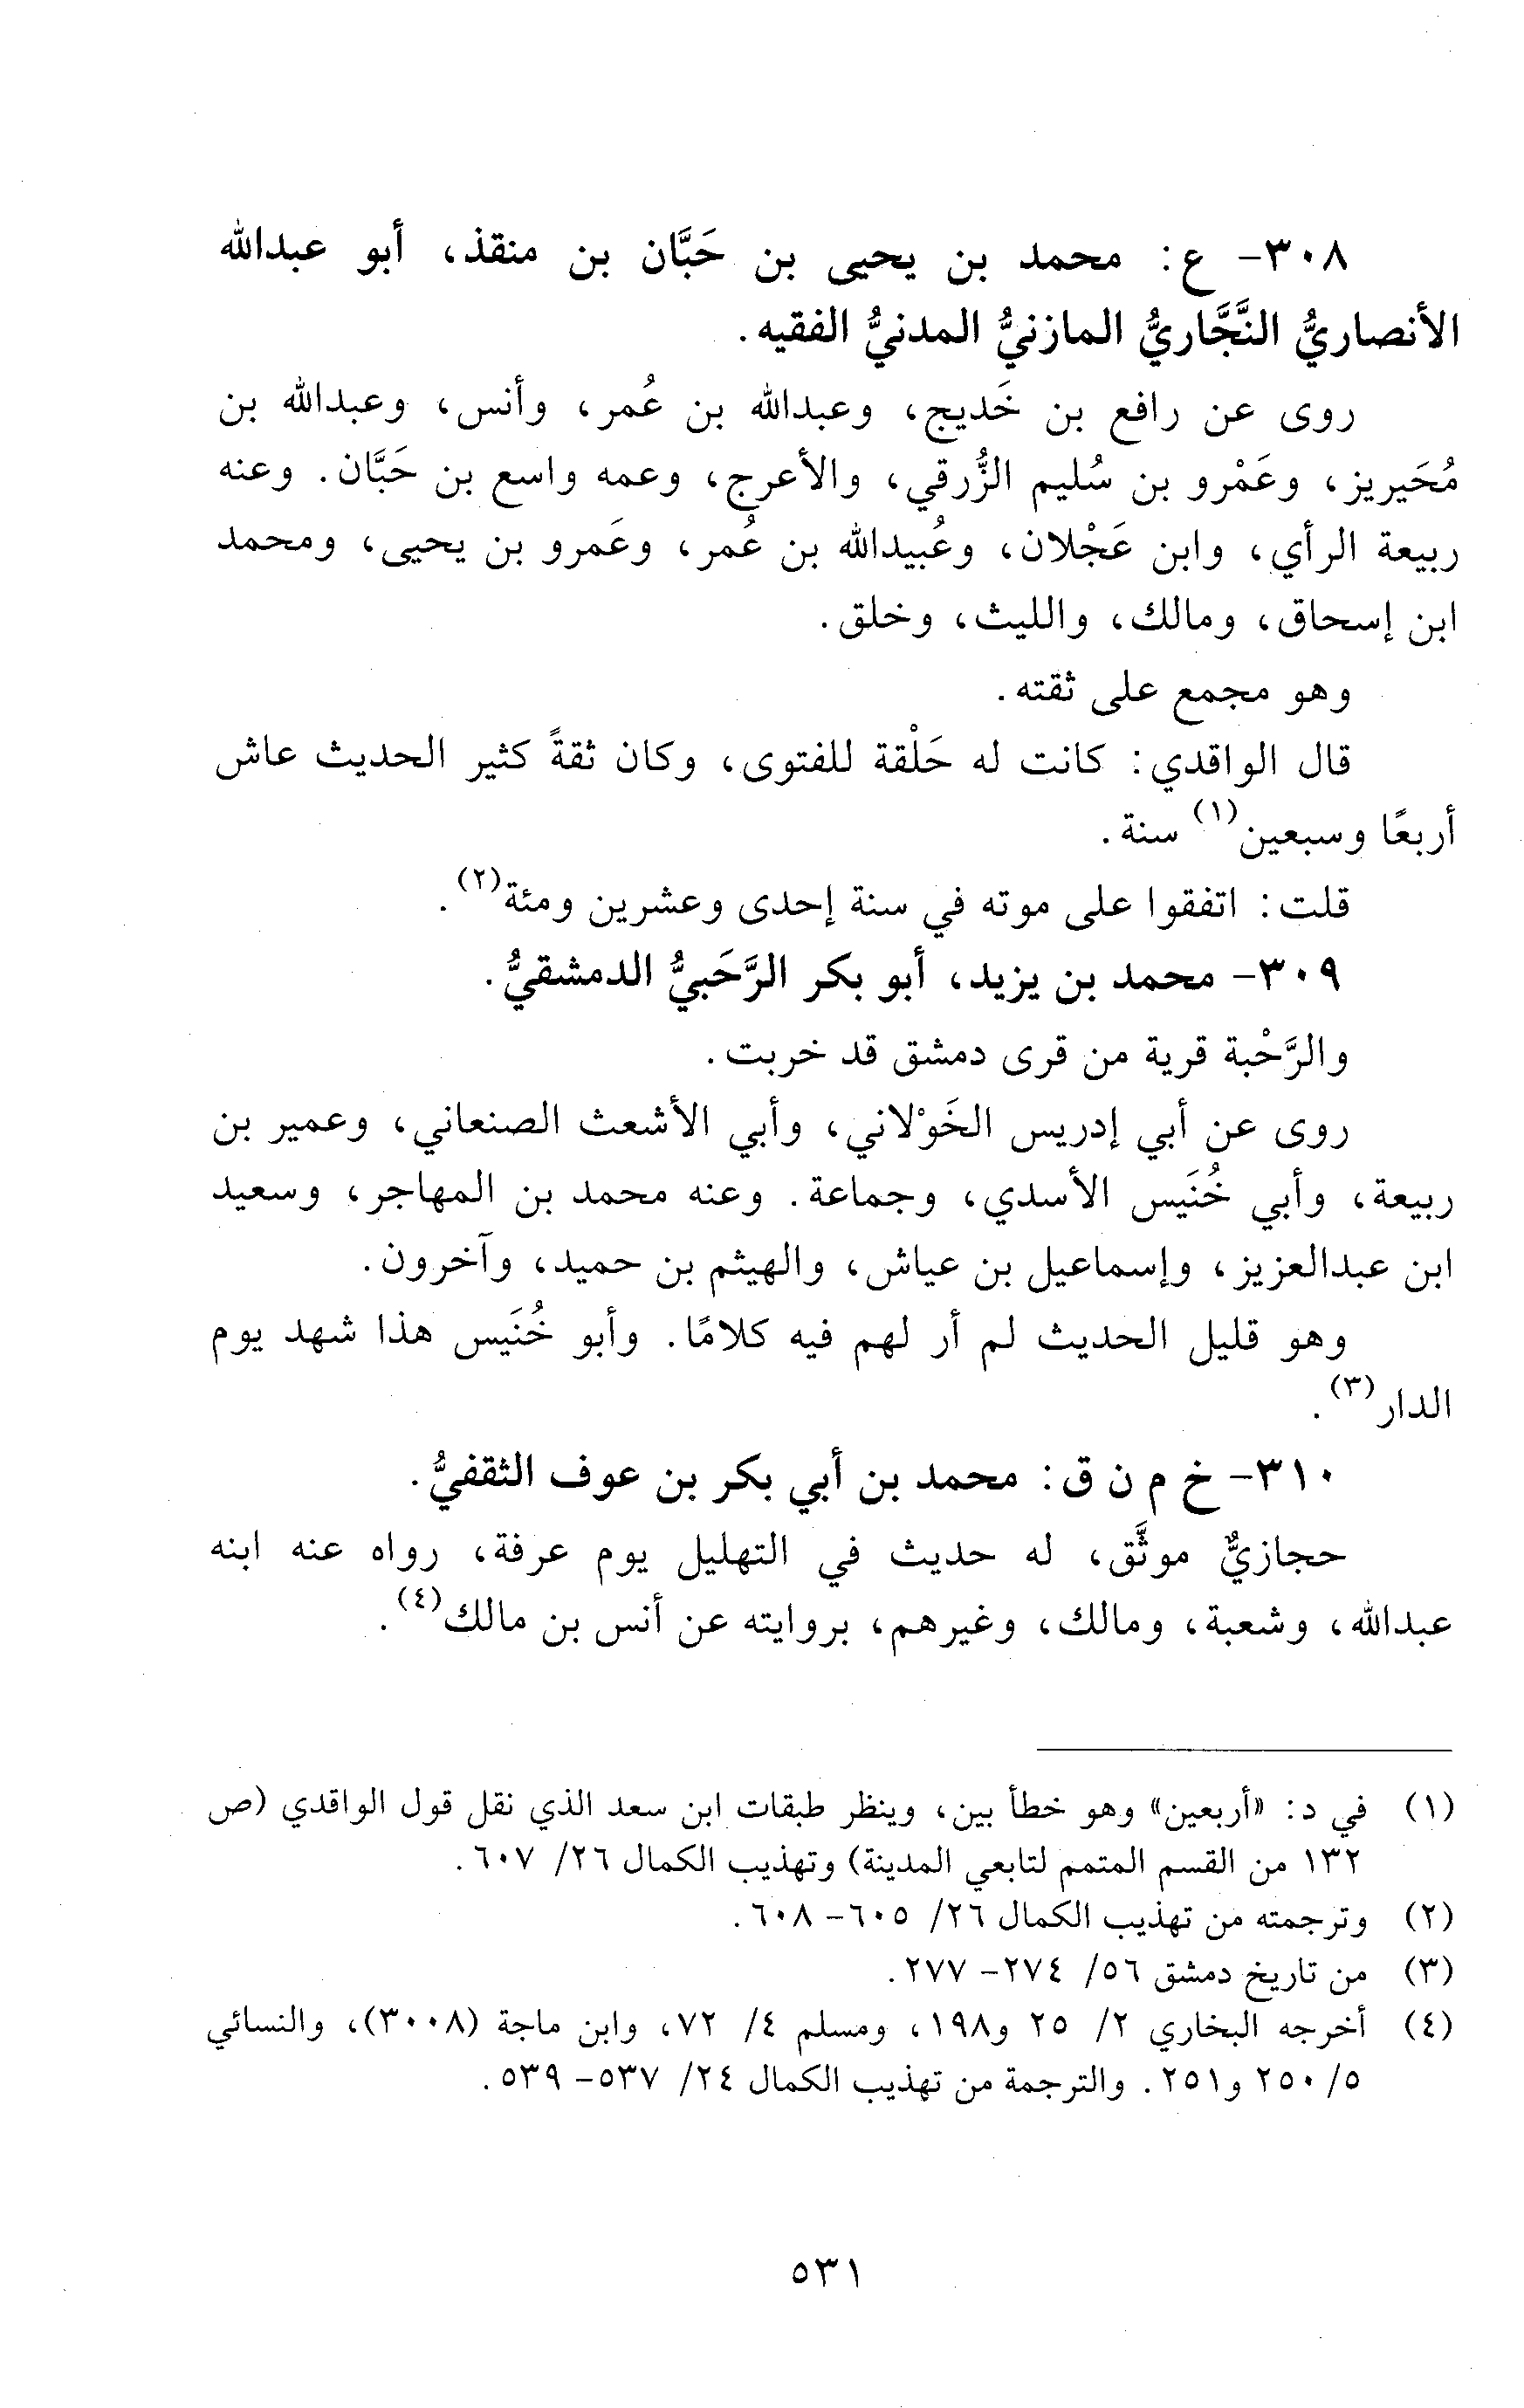 ٣٠٨- ع: محمد بن يحيى بن حَبَّان بن منقذ، أبو عبدالله
الأنصاريُّ النَّجَّاريُّ المازنيُّ المدنيُّ الفقيه.
روى عن رافع بن خَديج، وعبدالله بن عُمر، وأنس، وعبدالله بن
مُحَيريز، وعَمْرو بن سُليم الزُّرقي، والأعرج، وعمه واسع بن حَبَّان. وعنه
ربيعة الرأي، وابن عَجْلان، وعُبيدالله بن عُمر، وعَمرو بن يحيى، ومحمد
ابن إسحاق، ومالك، والليث، وخلق.
وهو مجمع على ثقته.
قال الواقدي: كانت له حَلْقة للفتوى، وكان ثقةً كثير الحديث عاش
أربعًا وسبعين(١) سنة.
قلت: اتفقوا على موته في سنة إحدى وعشرين ومئة(٢).
٣٠٩- محمد بن يزيد، أبو بكر الرَّحَبيُّ الدمشقيُّ.
والرَّحْبة قرية من قرى دمشق قد خربت.
روى عن أبي إدريس الخَوْلاني، وأبي الأشعث الصنعاني، وعمير بن
ربيعة، وأبي خُنَيس الأسدي، وجماعة. وعنه محمد بن المهاجر، وسعيد
ابن عبدالعزيز، وإسماعيل بن عياش، والهيثم بن حميد، وآخرون.
وهو قليل الحديث لم أر لهم فيه كلامًا. وأبو خُنَيس هذا شهد يوم
الدار(٣).
٣١٠- خ م ن ق: محمد بن أبي بكر بن عوف الثقفيُّ.
حجازيٌّ موثَّق، له حديث في التهليل يوم عرفة، رواه عنه ابنه
عبدالله، وشعبة، ومالك، وغيرهم، بروايته عن أنس بن مالك(٤).
(١) في د: «أربعين» وهو خطأ بين، وينظر طبقات ابن سعد الذي نقل قول الواقدي (ص
١٣٢ من القسم المتمم لتابعي المدينة) وتهذيب الكمال ٢٦/ ٦٠٧.
(٢) وترجمته من تهذيب الكمال ٢٦/ ٦٠٥- ٦٠٨.
(٣) من تاريخ دمشق ٥٦/ ٢٧٤- ٢٧٧.
(٤) أخرجه البخاري ٢/ ٢٥ و١٩٨، ومسلم ٤/ ٧٢، وابن ماجة (٣٠٠٨)، والنسائي
٥/ ٢٥٠ و٢٥١. والترجمة من تهذيب الكمال ٢٤/ ٥٣٧- ٥٣٩.
٥٣١